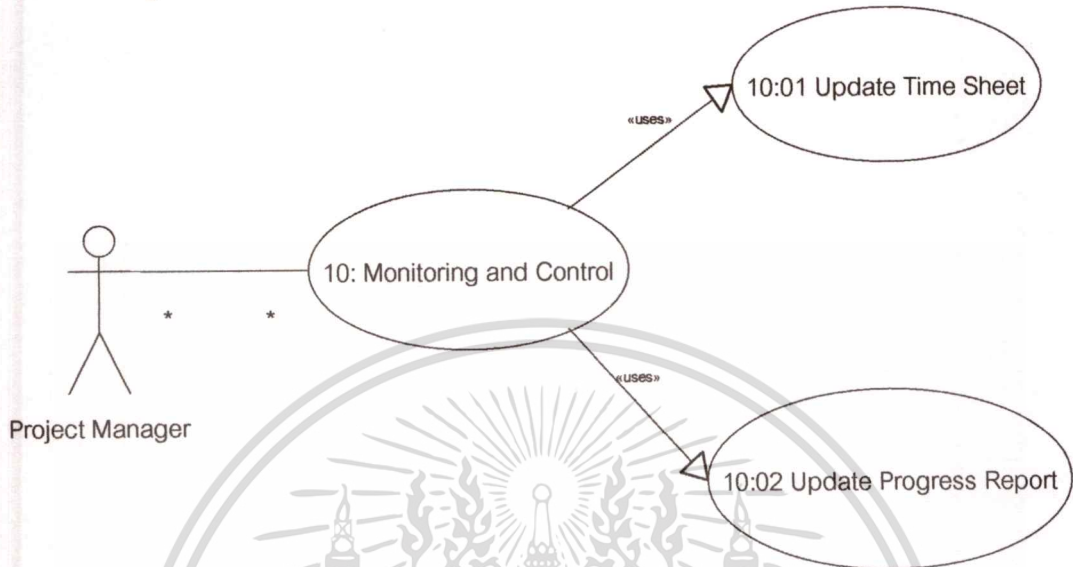 10:01 Update Time Sheet
«uses»
10: Monitoring and Control
* *
«uses»
Project Manager
10:02 Update Progress Report